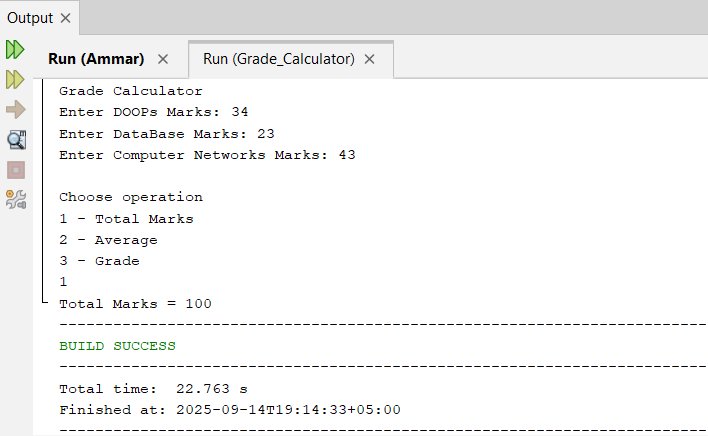 Output
Run (Ammar)
Run (Grade_Calculator)
Grade Calculator
Enter DOOPs Marks: 34
Enter DataBase Marks: 23
Enter Computer Networks Marks: 43
Choose operation
1 - Total Marks
2 - Average
3 - Grade
1
Total Marks = 100
------------------------------------------------------------------------
BUILD SUCCESS
------------------------------------------------------------------------
Total time:  22.763 s
Finished at: 2025-09-14T19:14:33+05:00
------------------------------------------------------------------------